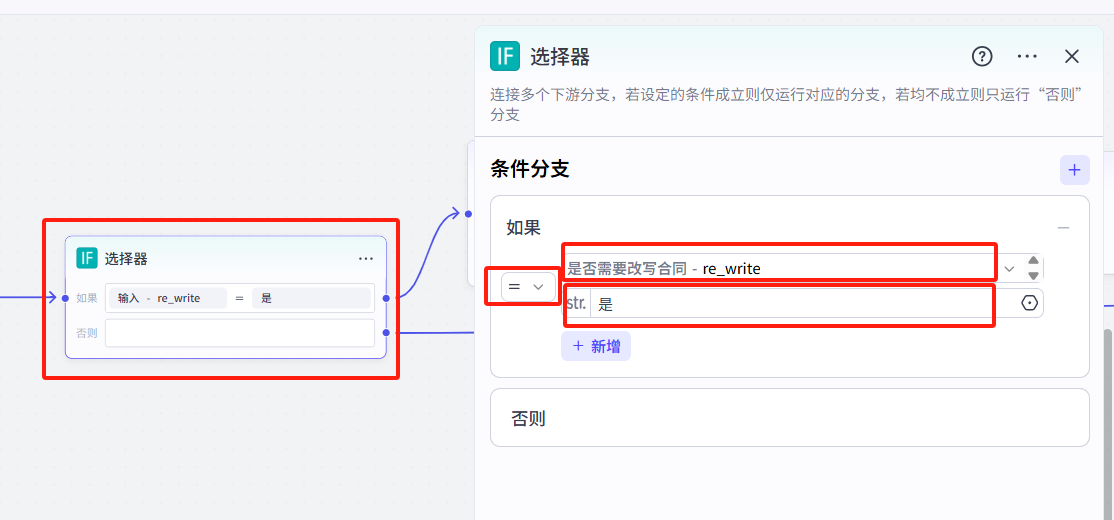 IF 选择器
连接多个下游分支，若设定的条件成立则仅运行对应的分支，若均不成立则只运行“否则”
分支
条件分支
如果
是否需要改写合同 - re_write
=
str. 是
+ 新增
否则
IF 选择器
如果 输入 - re_write = 是
否则